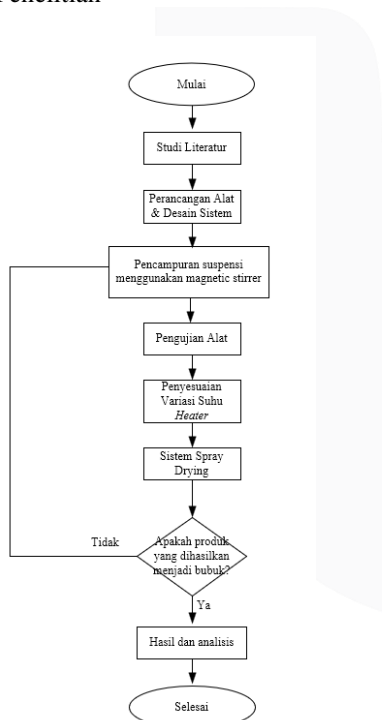 Mulai
Studi Literatur
Perancangan Alat
& Desain Sistem
Pencampuran suspensi
menggunakan magnetic stirrer
Pengujian Alat
Penyesuaian
Variasi Suhu
Heater
Sistem Spray
Drying
Tidak
Apakah produk
yang dihasilkan
menjadi bubuk?
Ya
Hasil dan analisis
Selesai